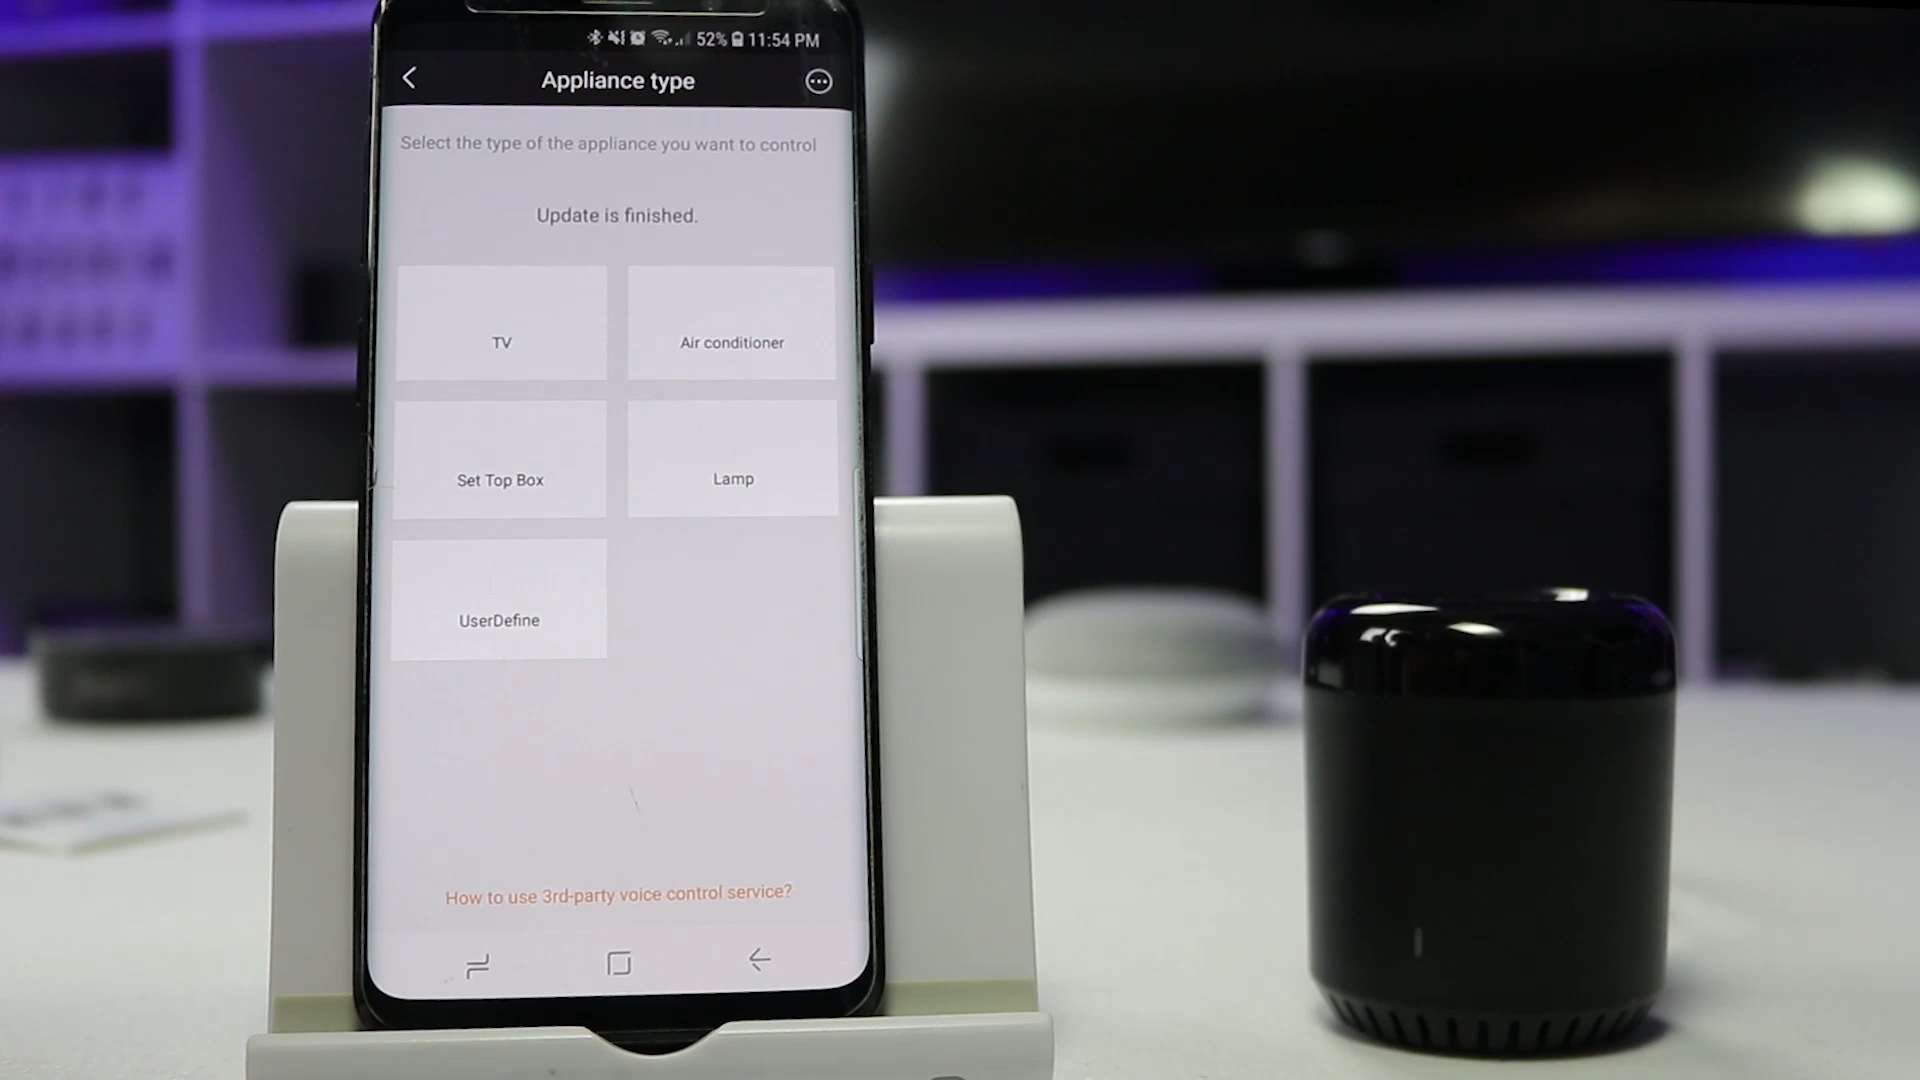 52% 11:54 PM
Appliance type
Select the type of the appliance you want to control
Update is finished.
TV
Air conditioner
Set Top Box
Lamp
UserDefine
How to use 3rd-party voice control service?